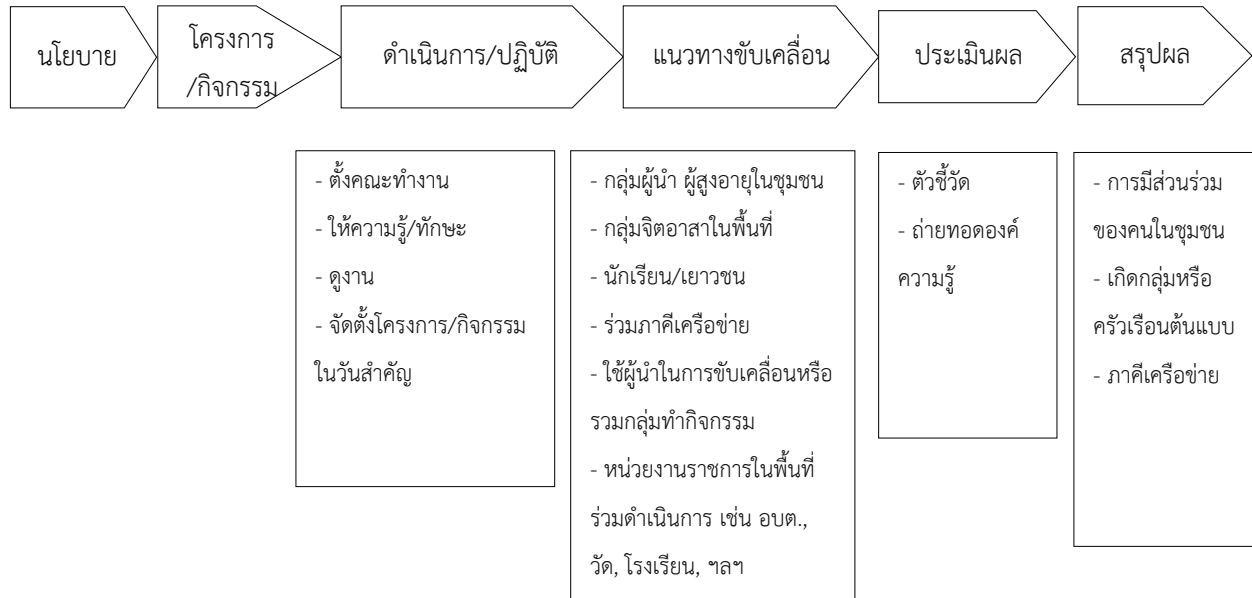 นโยบาย
โครงการ
/กิจกรรม
ดำเนินการ/ปฏิบัติ
แนวทางขับเคลื่อน
ประเมินผล
สรุปผล
- ตั้งคณะทำงาน
- ให้ความรู้/ทักษะ
- ดูงาน
- จัดตั้งโครงการ/กิจกรรม
ในวันสำคัญ
- กลุ่มผู้นำ ผู้สูงอายุในชุมชน
- กลุ่มจิตอาสาในพื้นที่
- นักเรียน/เยาวชน
- ร่วมภาคีเครือข่าย
- ใช้ผู้นำในการขับเคลื่อนหรือ
รวมกลุ่มทำกิจกรรม
- หน่วยงานราชการในพื้นที่
ร่วมดำเนินการ เช่น อบต.,
วัด, โรงเรียน, ฯลฯ
- ตัวชี้วัด
- ถ่ายทอดองค์
ความรู้
- การมีส่วนร่วม
ของคนในชุมชน
- เกิดกลุ่มหรือ
ครัวเรือนต้นแบบ
- ภาคีเครือข่าย